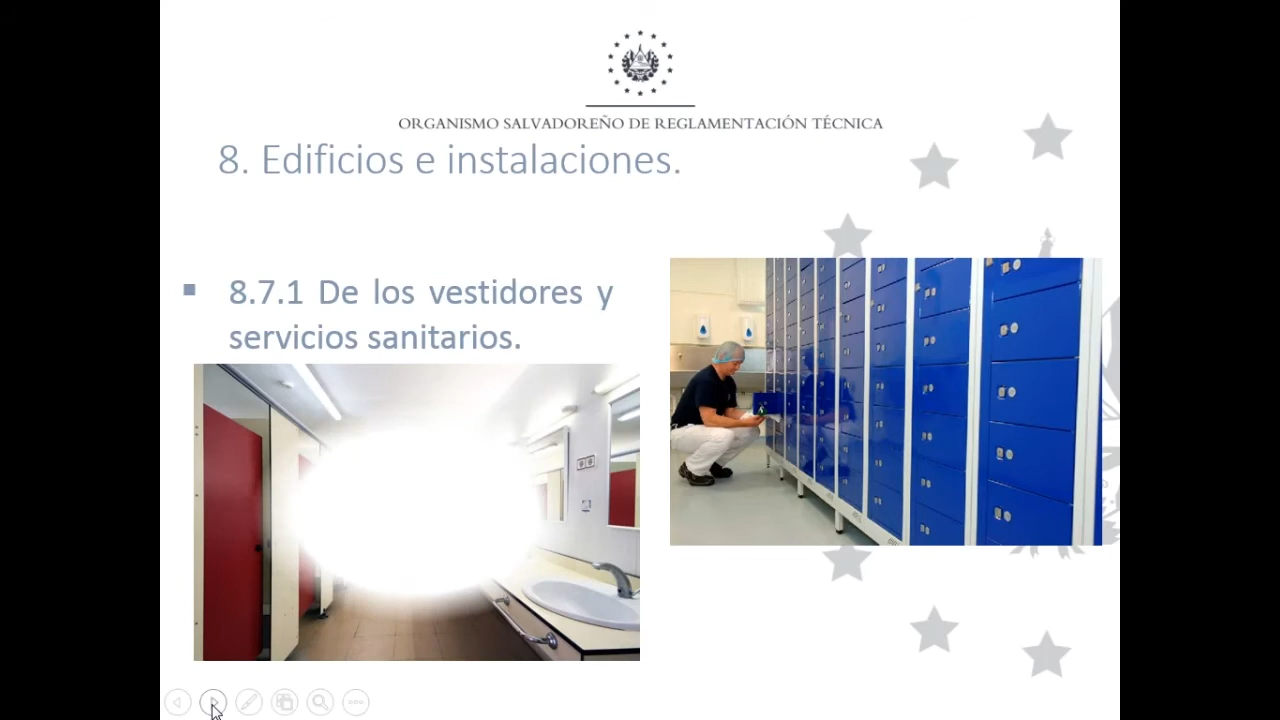 ORGANISMO SALVADOREÑO DE REGLAMENTACIÓN TÉCNICA
8. Edificios e instalaciones.
▪ 8.7.1 De los vestidores y
servicios sanitarios.